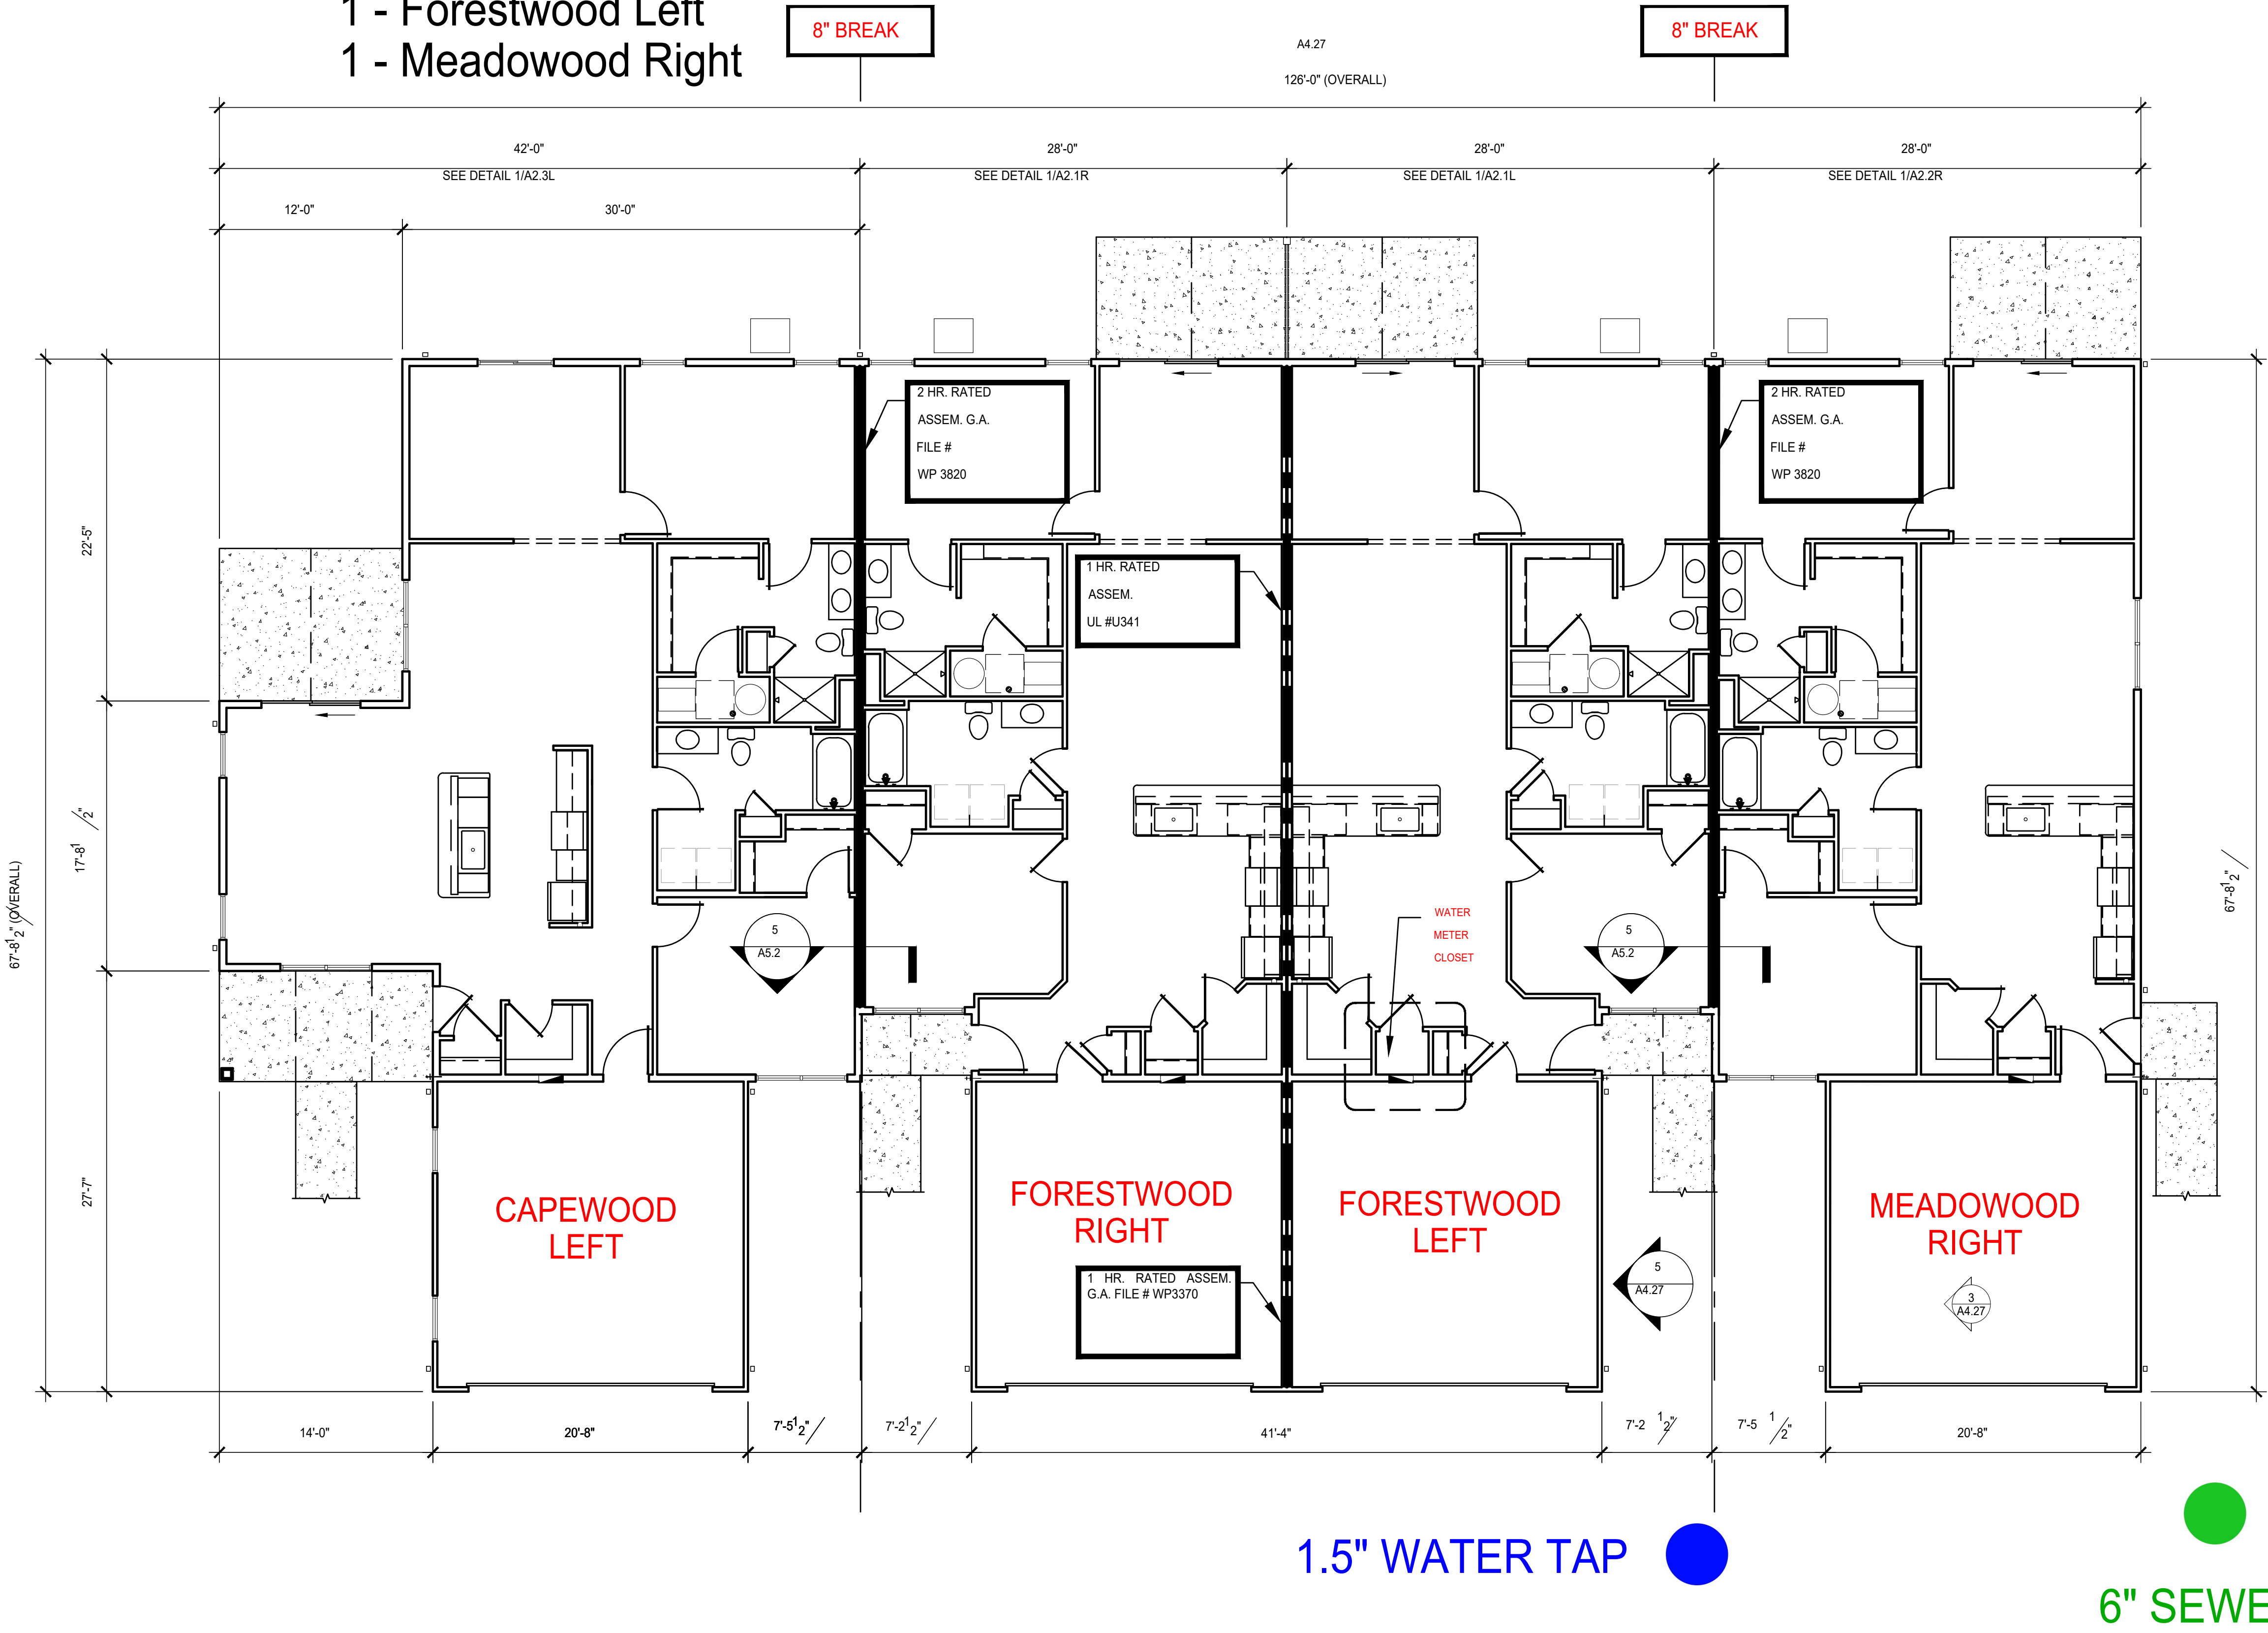 1 - Forestwood Left
1 - Meadowood Right
8" BREAK
8" BREAK
A4.27
126'-0" (OVERALL)
42'-0"
28'-0"
28'-0"
28'-0"
SEE DETAIL 1/A2.3L
SEE DETAIL 1/A2.1R
SEE DETAIL 1/A2.1L
SEE DETAIL 1/A2.2R
12'-0"
30'-0"
2 HR. RATED
ASSEM. G.A.
FILE #
WP 3820
2 HR. RATED
ASSEM. G.A.
FILE #
WP 3820
22'-5"
1 HR. RATED
ASSEM.
UL #U341
17'-8 1/2"
67'-8 1/2" (OVERALL)
67'-8 1/2"
WATER
METER
CLOSET
5
A5.2
5
A5.2
27'-7"
CAPEWOOD
LEFT
FORESTWOOD
RIGHT
FORESTWOOD
LEFT
MEADOWOOD
RIGHT
1 HR. RATED ASSEM.
G.A. FILE # WP3370
5
A4.27
3
A4.27
14'-0"
20'-8"
7'-5 1/2"
7'-2 1/2"
41'-4"
7'-2 1/2"
7'-5 1/2"
20'-8"
1.5" WATER TAP
6" SEWE